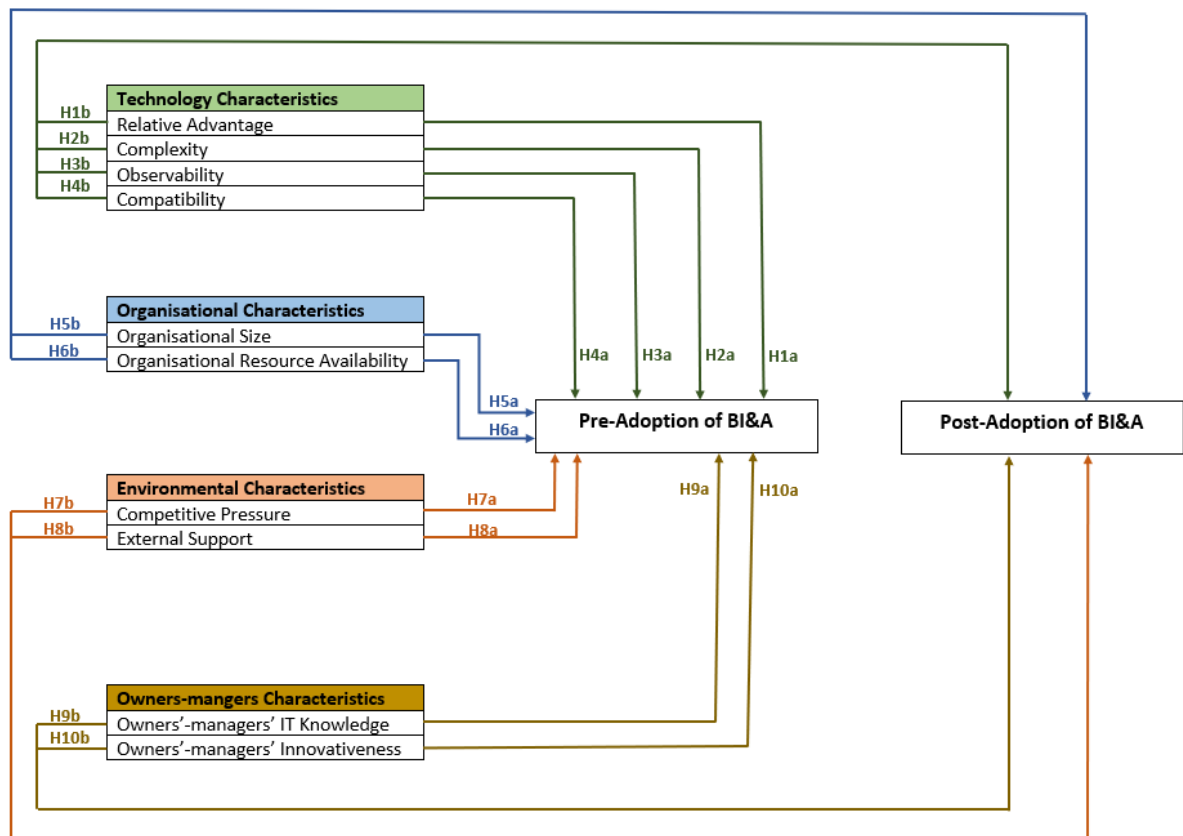 H1b
H2b
H3b
H4b
Technology Characteristics
Relative Advantage
Complexity
Observability
Compatibility
H5b
H6b
Organisational Characteristics
Organisational Size
Organisational Resource Availability
H4a
H3a
H2a
H1a
H5a
H6a
Pre-Adoption of BI&A
Post-Adoption of BI&A
H7b
H8b
Environmental Characteristics
Competitive Pressure
External Support
H7a
H8a
H9a
H10a
H9b
H10b
Owners-mangers Characteristics
Owners’-managers’ IT Knowledge
Owners’-managers’ Innovativeness